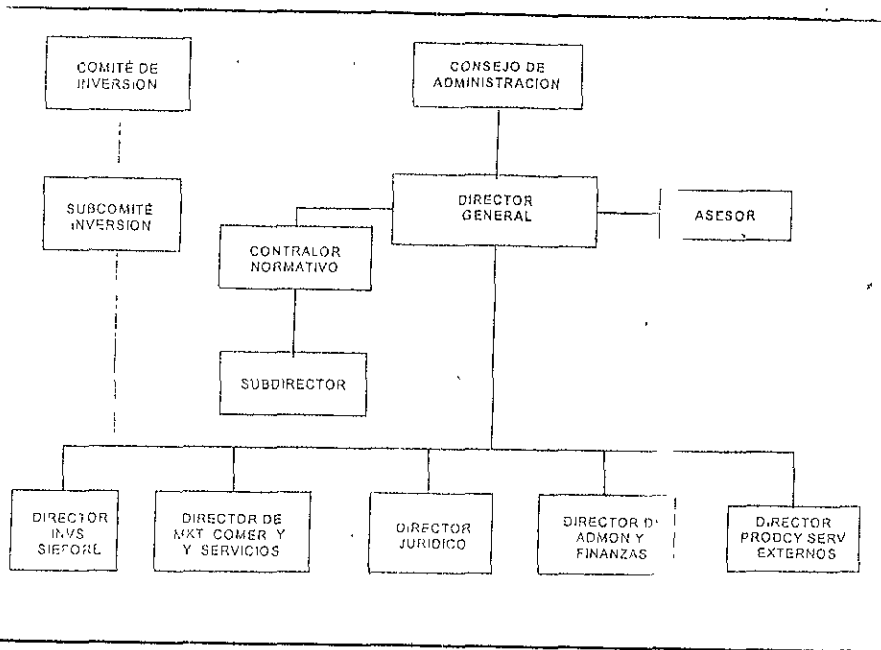 COMITÉ DE
INVERSION
CONSEJO DE
ADMINISTRACION
SUBCOMITÉ
INVERSION
DIRECTOR
GENERAL
ASESOR
CONTRALOR
NORMATIVO
SUBDIRECTOR
DIRECTOR
INVS
SIEFORE
DIRECTOR DE
MKT COMER Y
Y SERVICIOS
DIRECTOR
JURIDICO
DIRECTOR D
ADMON Y
FINANZAS
DIRECTOR
PRODCY SERV
EXTERNOS